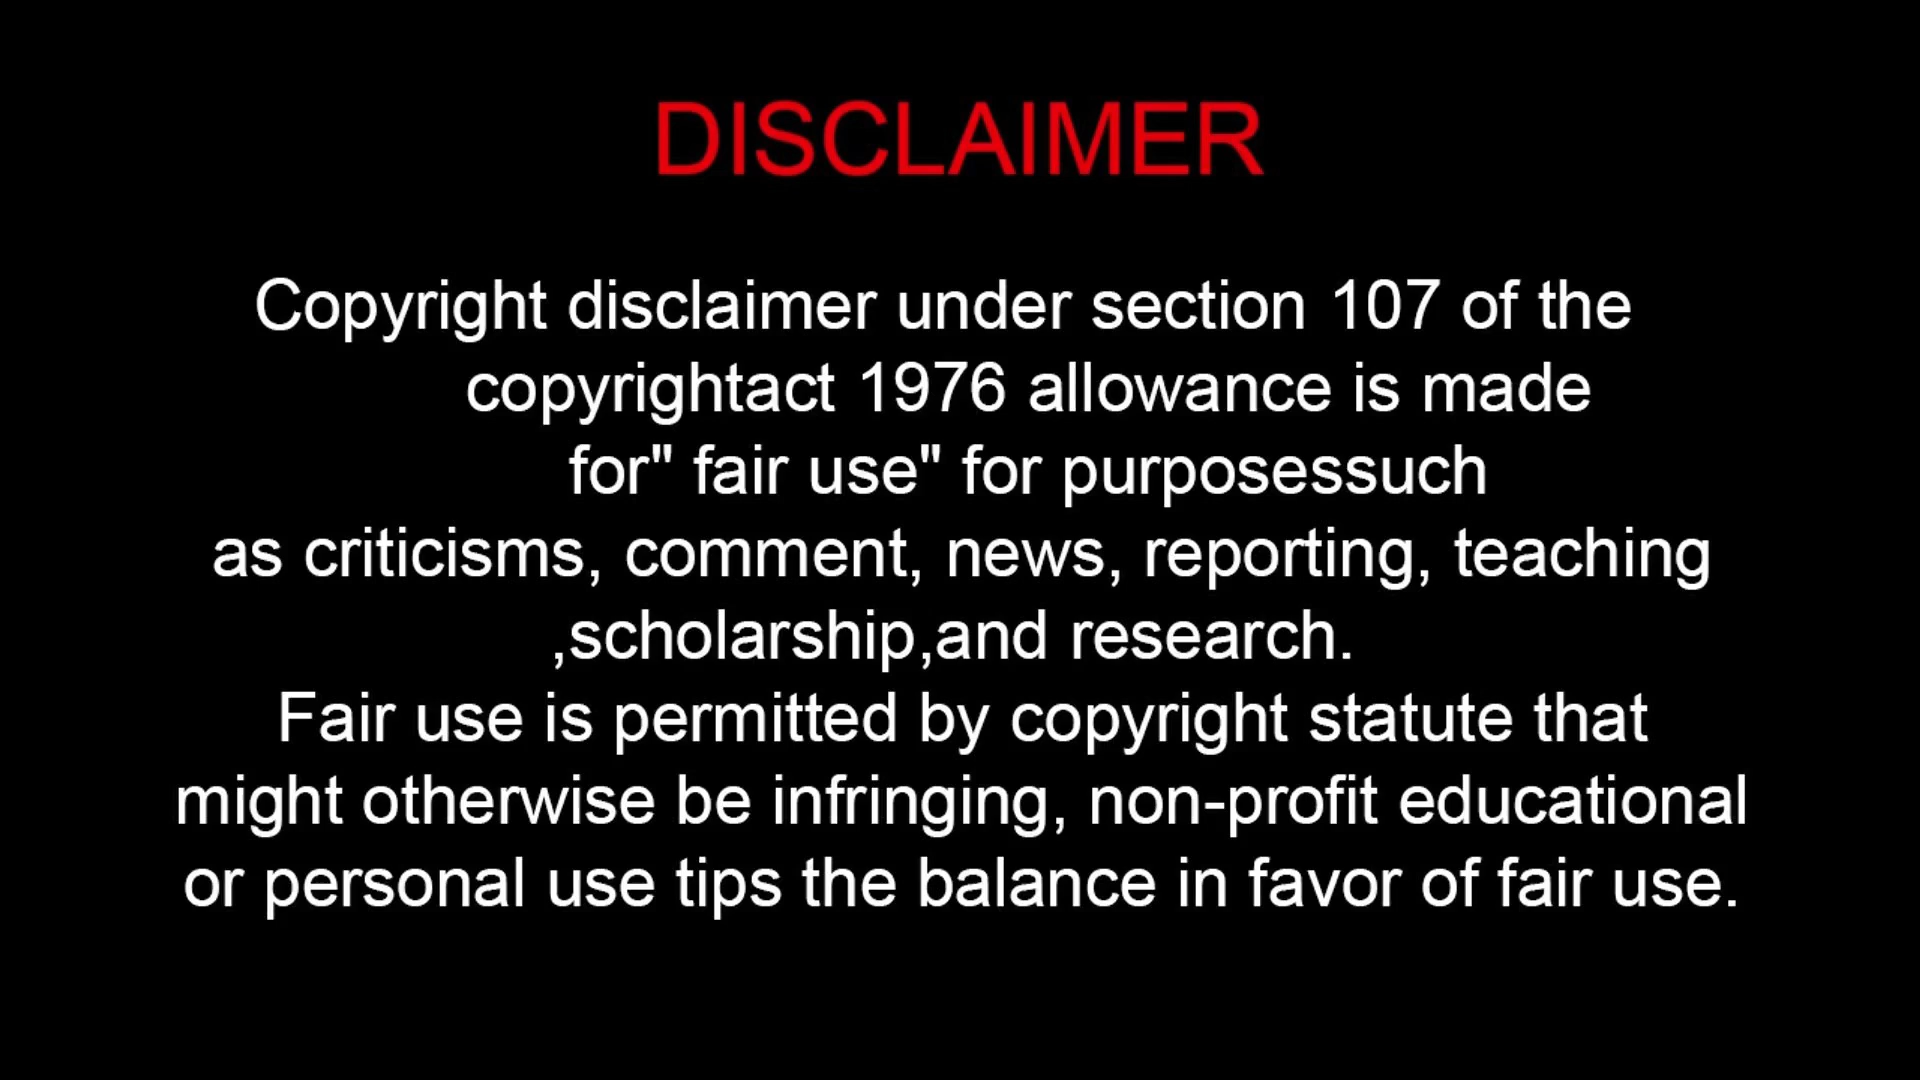 DISCLAIMER
Copyright disclaimer under section 107 of the
copyrightact 1976 allowance is made
for" fair use" for purposessuch
as criticisms, comment, news, reporting, teaching
,scholarship,and research.
Fair use is permitted by copyright statute that
might otherwise be infringing, non-profit educational
or personal use tips the balance in favor of fair use.